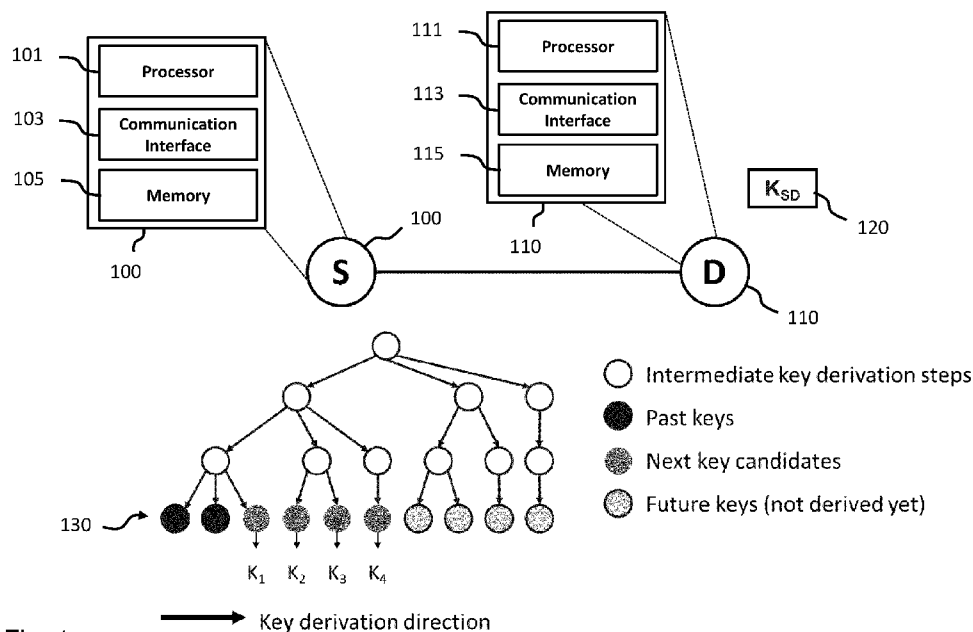 101
Processor
103
Communication
Interface
105
Memory
100
100
S
111
Processor
113
Communication
Interface
115
Memory
110
D
110
K_SD
120
Intermediate key derivation steps
Past keys
Next key candidates
Future keys (not derived yet)
130
K₁ K₂ K₃ K₄
Key derivation direction